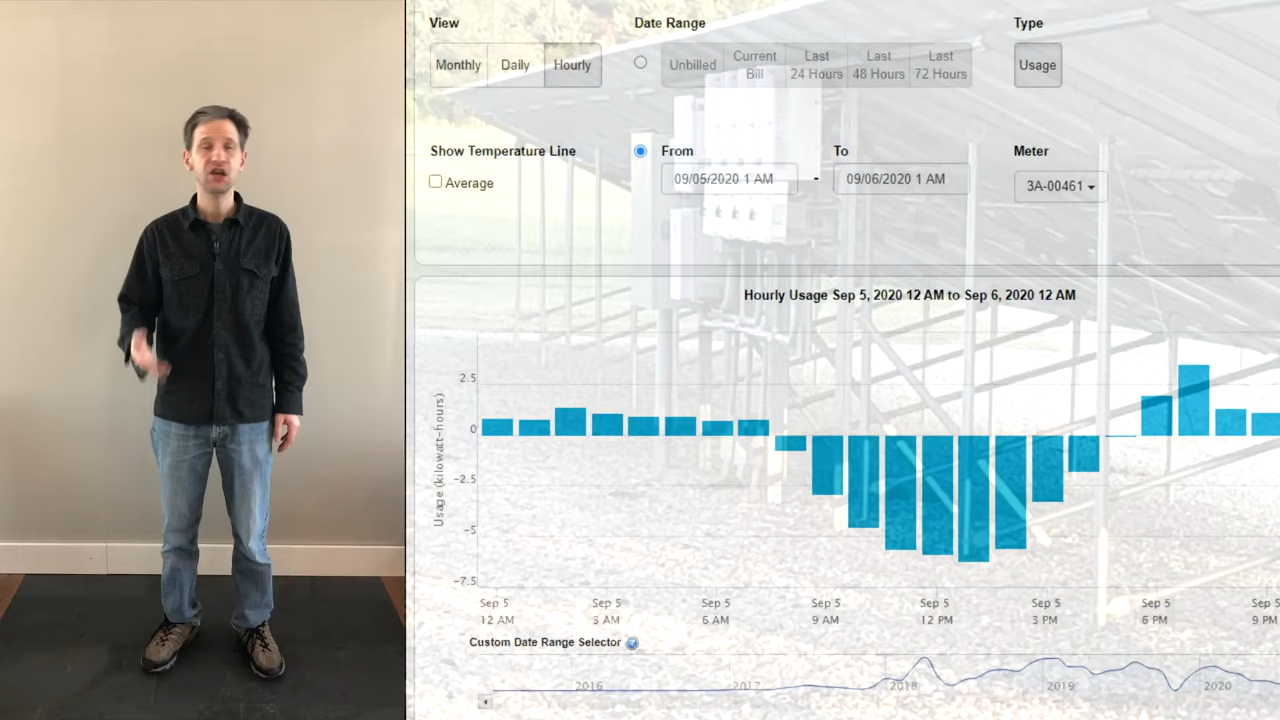 View
Date Range
Type
Monthly
Daily
Hourly
Unbilled
Current Bill
Last 24 Hours
Last 48 Hours
Last 72 Hours
Usage
Show Temperature Line
From
To
Meter
Average
09/05/2020 1 AM
-
09/06/2020 1 AM
3A-00461
Hourly Usage Sep 5, 2020 12 AM to Sep 6, 2020 12 AM
Usage (kilowatt-hours)
2.5
0
-2.5
-5
-7.5
Sep 5 12 AM
Sep 5 3 AM
Sep 5 6 AM
Sep 5 9 AM
Sep 5 12 PM
Sep 5 3 PM
Sep 5 6 PM
Sep 5 9 PM
Custom Date Range Selector ?
2016
2017
2018
2019
2020